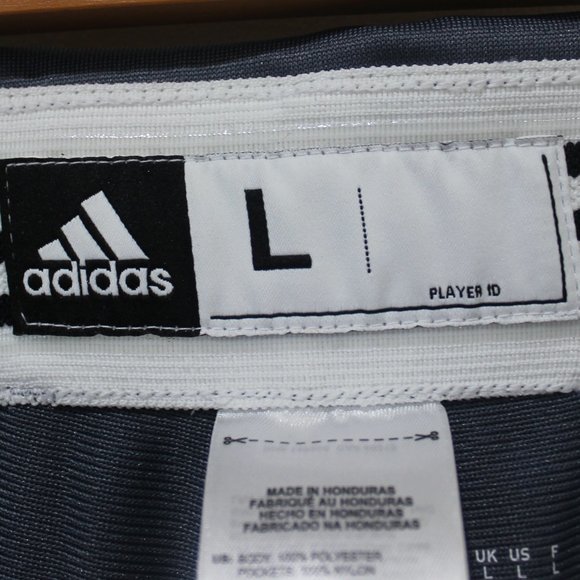 adidas
L
PLAYER ID
MADE IN HONDURAS
FABRIQUÉ AU HONDURAS
HECHO EN HONDURAS
FABRICADO NA HONDURAS
BODY: 100% POLYESTER
POCKETS: 100% NYLON
UK US F
L L L